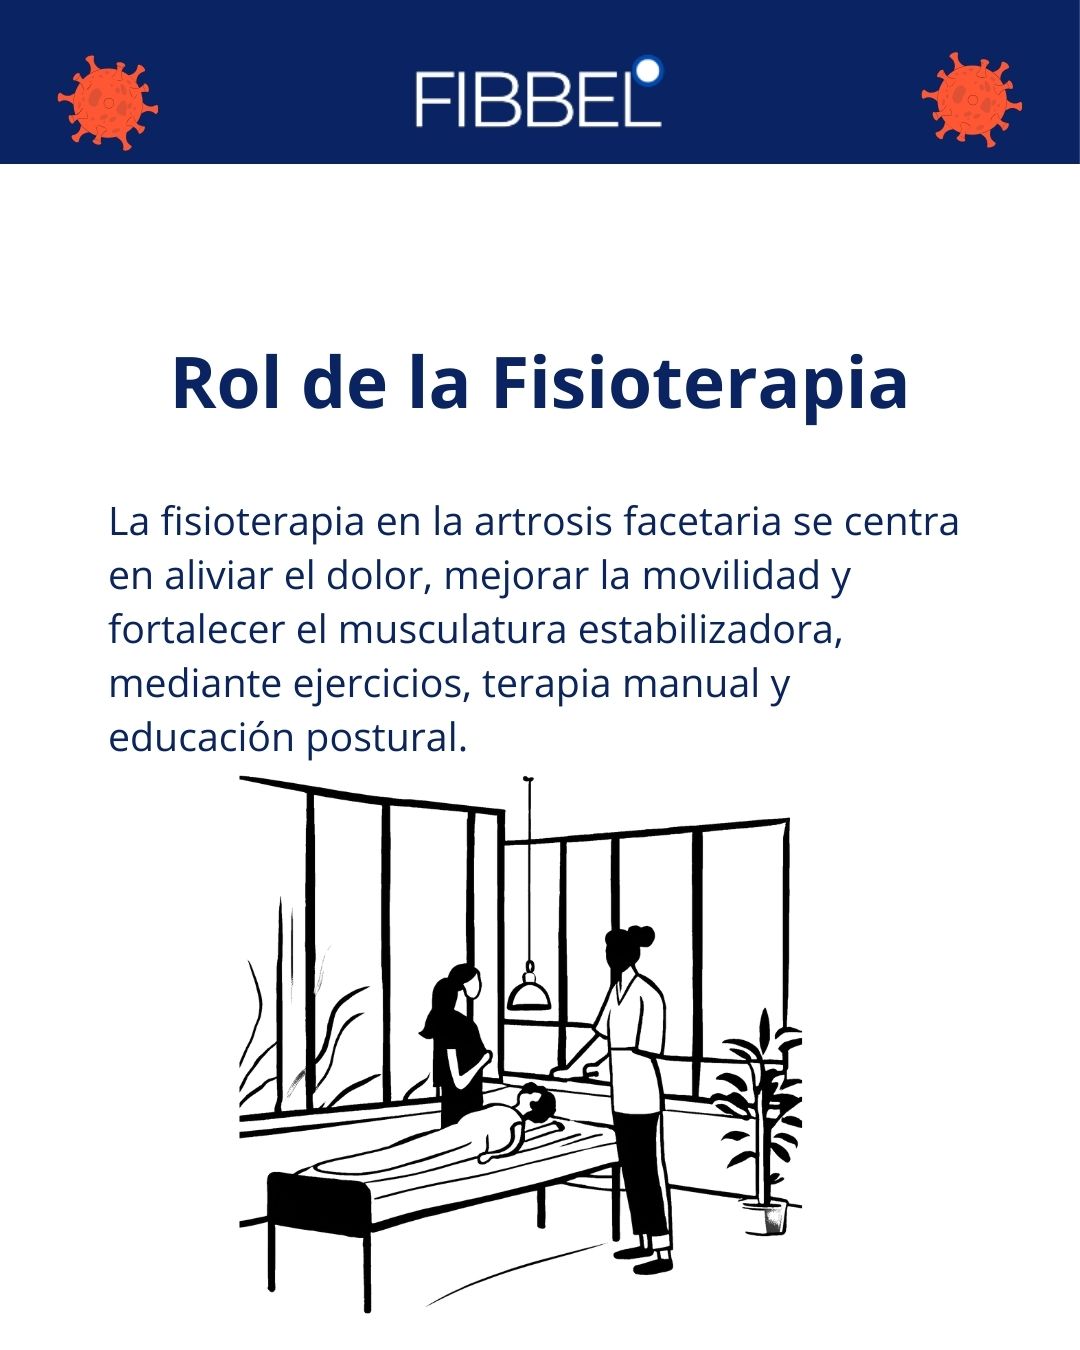 FIBBEL
Rol de la Fisioterapia
La fisioterapia en la artrosis facetaria se centra
en aliviar el dolor, mejorar la movilidad y
fortalecer el musculatura estabilizadora,
mediante ejercicios, terapia manual y
educación postural.